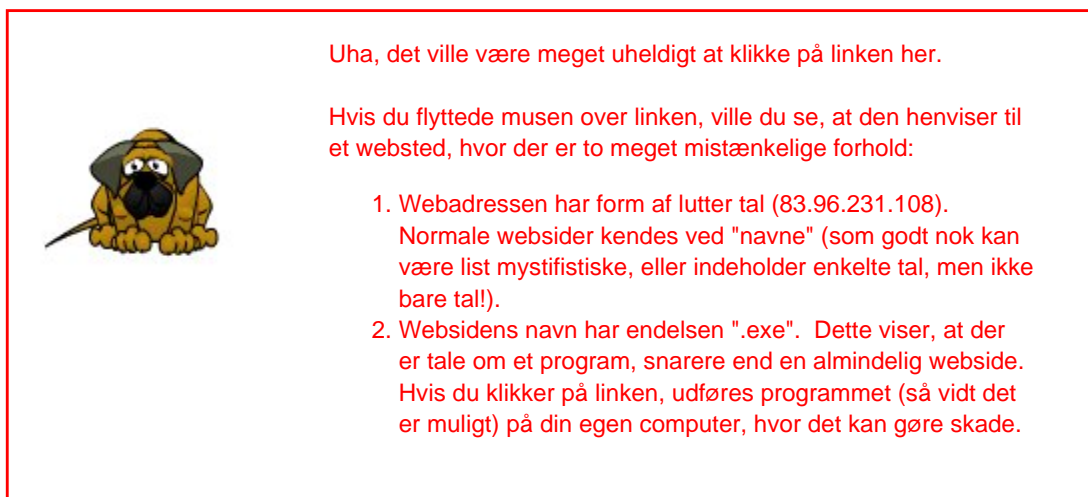 Uha, det ville være meget uheldigt at klikke på linken her.
Hvis du flyttede musen over linken, ville du se, at den henviser til
et websted, hvor der er to meget mistænkelige forhold:
1. Webadressen har form af lutter tal (83.96.231.108).
Normale websider kendes ved "navne" (som godt nok kan
være list mystifistiske, eller indeholder enkelte tal, men ikke
bare tal!).
2. Websidens navn har endelsen ".exe". Dette viser, at der
er tale om et program, snarere end en almindelig webside.
Hvis du klikker på linken, udføres programmet (så vidt det
er muligt) på din egen computer, hvor det kan gøre skade.